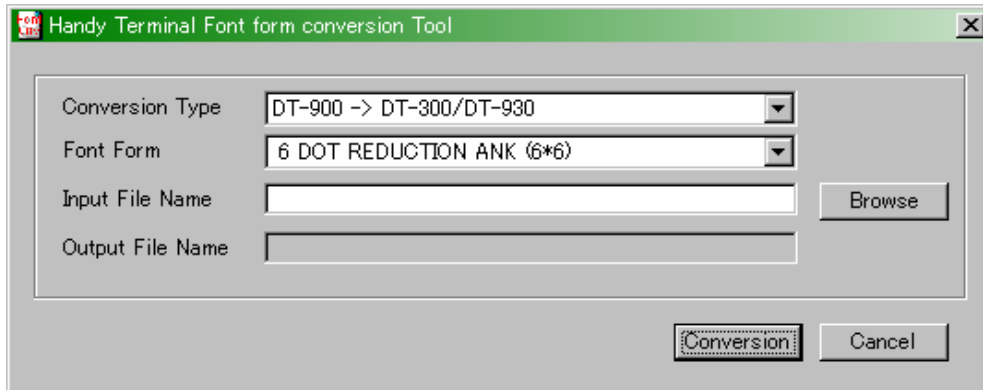 Handy Terminal Font form conversion Tool
Conversion Type DT-900 -> DT-300/DT-930
Font Form 6 DOT REDUCTION ANK (6*6)
Input File Name Browse
Output File Name
Conversion Cancel